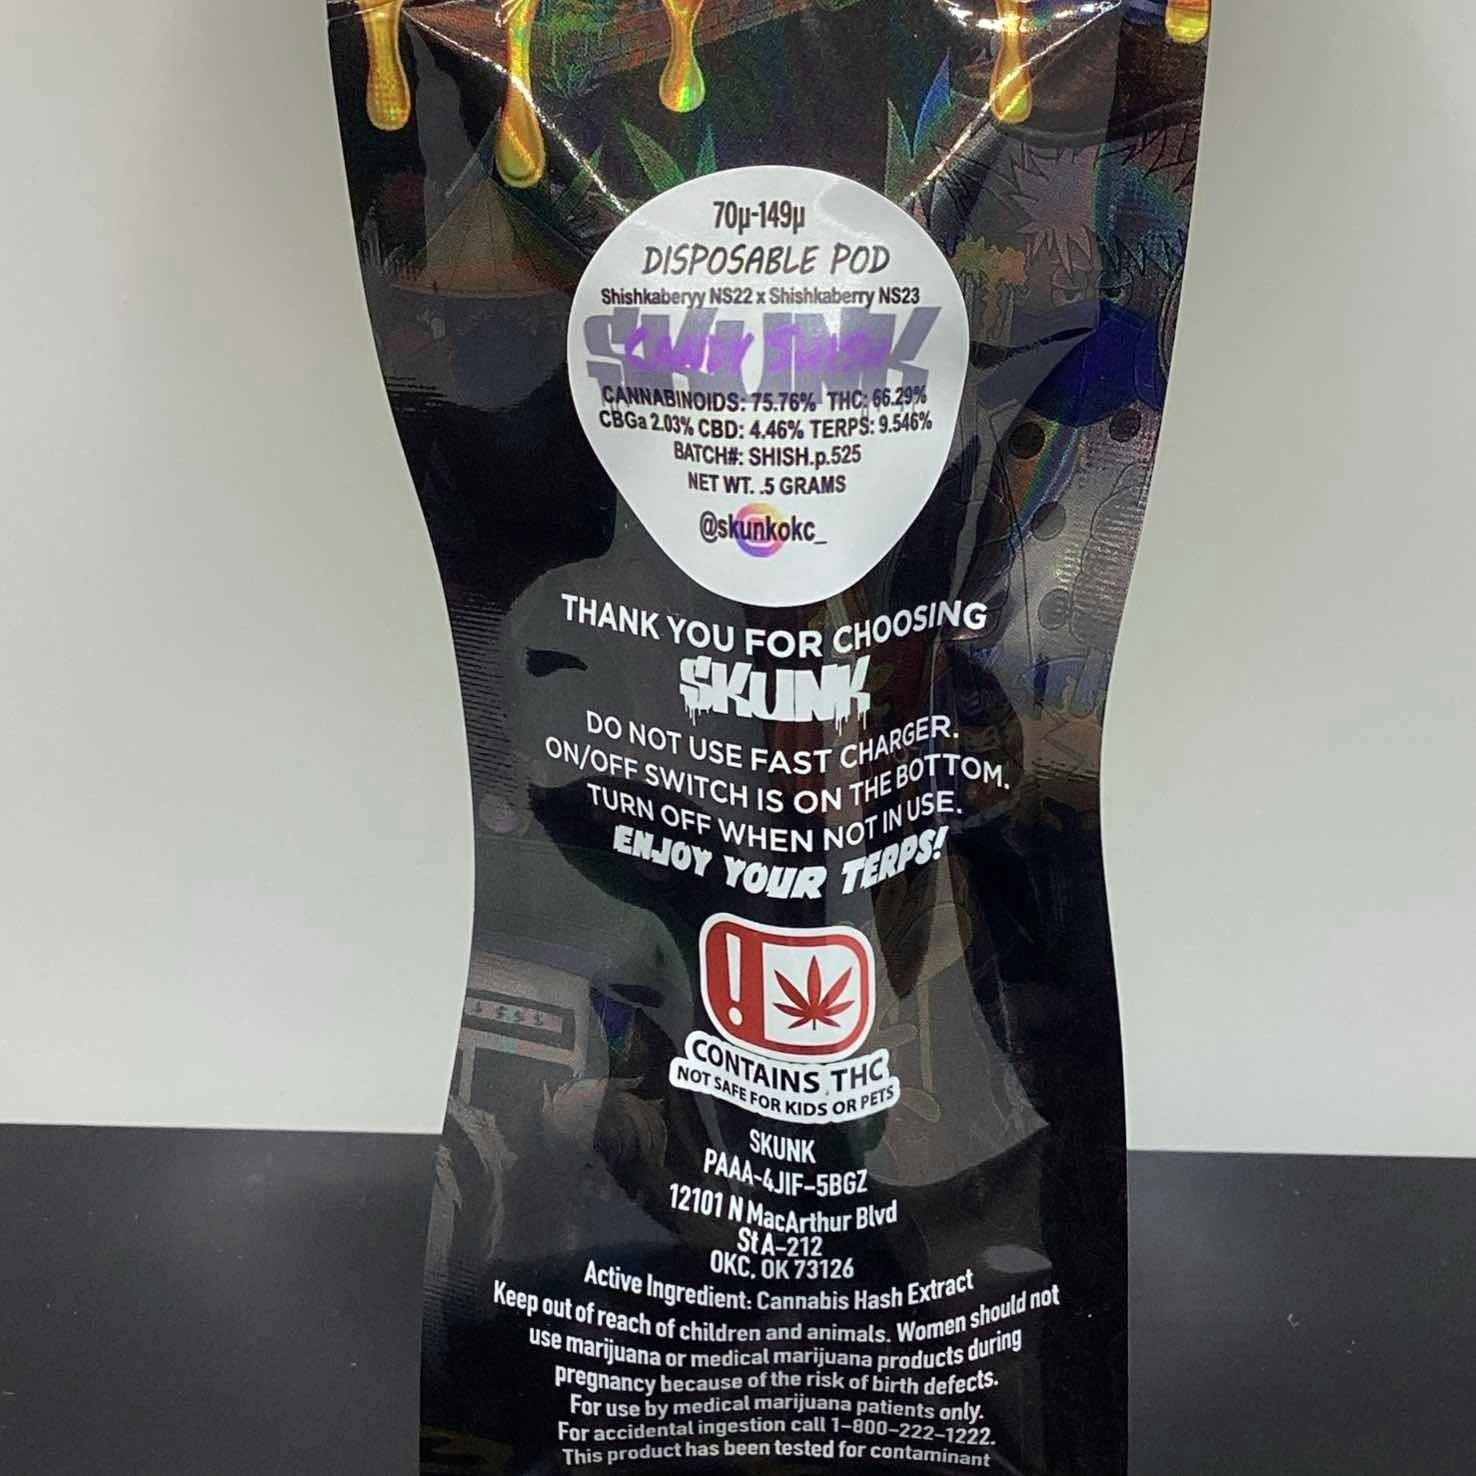 70µ-149µ
DISPOSABLE POD
Shishkaberyy NS22 x Shishkaberry NS23
SKUNK
CANDY SHISH
CANNABINOIDS: 75.76% THC: 66.29%
CBGa 2.03% CBD: 4.46% TERPS: 9.546%
BATCH#: SHISH.p.525
NET WT. .5 GRAMS
@skunkokc_
THANK YOU FOR CHOOSING
SKUNK
DO NOT USE FAST CHARGER.
ON/OFF SWITCH IS ON THE BOTTOM.
TURN OFF WHEN NOT IN USE.
ENJOY YOUR TERPS!
!
CONTAINS THC
NOT SAFE FOR KIDS OR PETS
SKUNK
PAAA-4JIF-5BGZ
12101 N MacArthur Blvd
St A-212
OKC, OK 73126
Active Ingredient: Cannabis Hash Extract
Keep out of reach of children and animals. Women should not
use marijuana or medical marijuana products during
pregnancy because of the risk of birth defects.
For use by medical marijuana patients only.
For accidental ingestion call 1-800-222-1222.
This product has been tested for contaminant